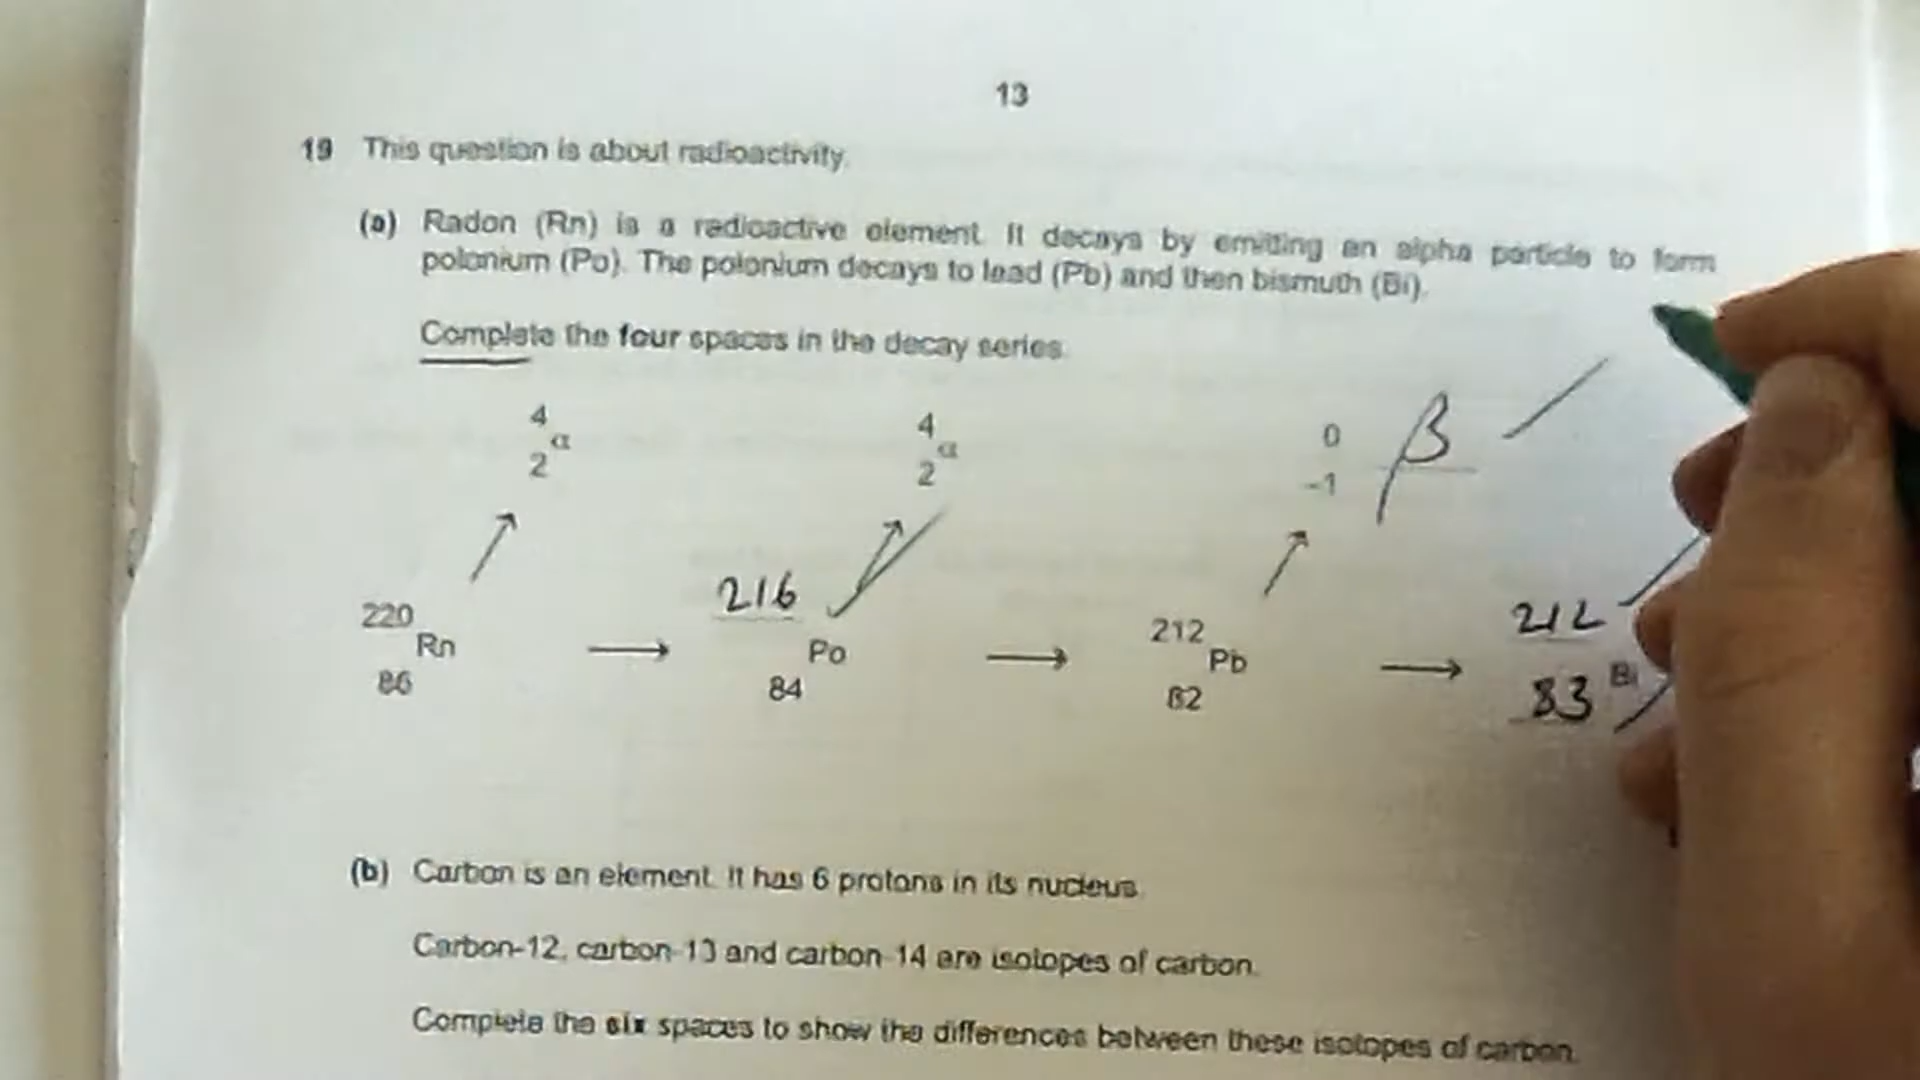 13
19 This question is about radioactivity.
(a) Radon (Rn) is a radioactive element. It decays by emitting an alpha particle to form
polonium (Po). The polonium decays to lead (Pb) and then bismuth (Bi).
Complete the four spaces in the decay series.
4
2 α
4
2 α
0
-1 β
220
86 Rn
216
84 Po
212
82 Pb
212
83 Bi
(b) Carbon is an element. It has 6 protons in its nucleus.
Carbon-12, carbon-13 and carbon-14 are isotopes of carbon.
Complete the six spaces to show the differences between these isotopes of carbon.